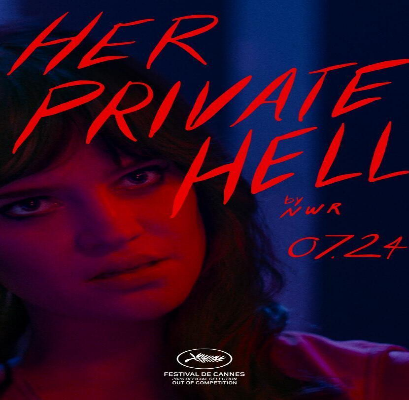 HER
PRIVATE
HELL
by
NWR
07.24
FESTIVAL DE CANNES
OUT OF COMPETITION